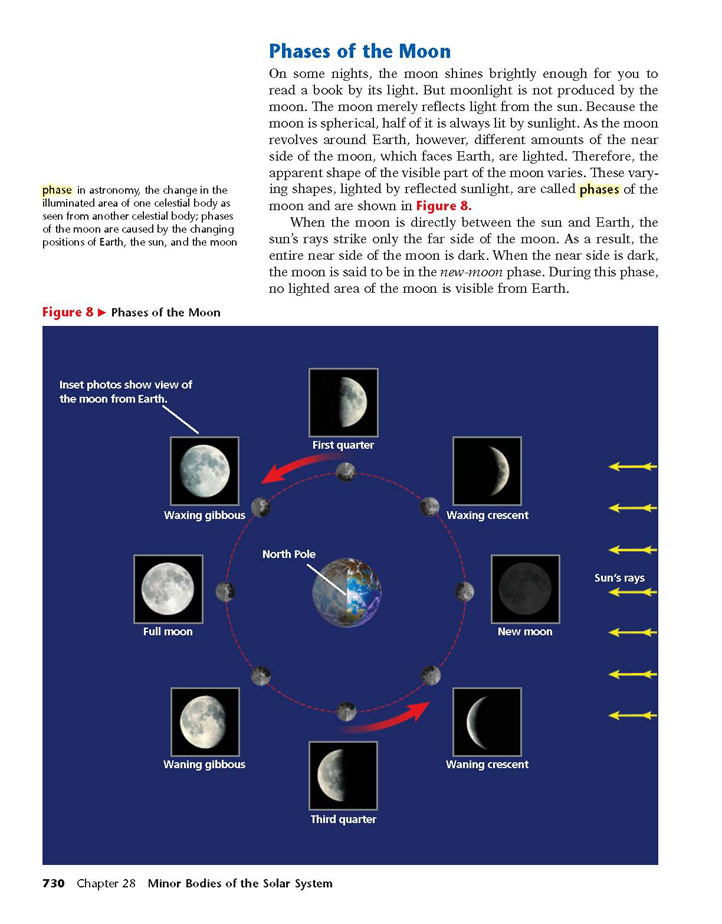 Phases of the Moon
On some nights, the moon shines brightly enough for you to
read a book by its light. But moonlight is not produced by the
moon. The moon merely reflects light from the sun. Because the
moon is spherical, half of it is always lit by sunlight. As the moon
revolves around Earth, however, different amounts of the near
side of the moon, which faces Earth, are lighted. Therefore, the
apparent shape of the visible part of the moon varies. These vary-
ing shapes, lighted by reflected sunlight, are called phases of the
moon and are shown in Figure 8.
When the moon is directly between the sun and Earth, the
sun's rays strike only the far side of the moon. As a result, the
entire near side of the moon is dark. When the near side is dark,
the moon is said to be in the new-moon phase. During this phase,
no lighted area of the moon is visible from Earth.
phase in astronomy, the change in the
illuminated area of one celestial body as
seen from another celestial body; phases
of the moon are caused by the changing
positions of Earth, the sun, and the moon
Figure 8 ▶ Phases of the Moon
Inset photos show view of
the moon from Earth.
First quarter
Waxing gibbous
Waxing crescent
North Pole
Sun's rays
Full moon
New moon
Waning gibbous
Waning crescent
Third quarter
730 Chapter 28 Minor Bodies of the Solar System